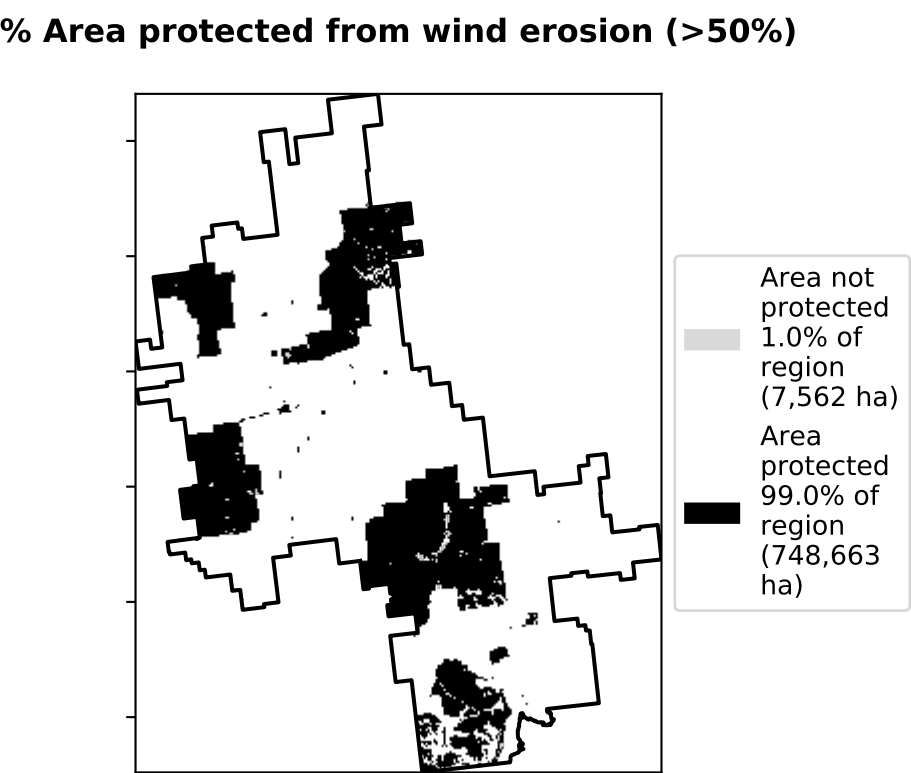 % Area protected from wind erosion (>50%)
Area not
protected
1.0% of
region
(7,562 ha)
Area
protected
99.0% of
region
(748,663
ha)